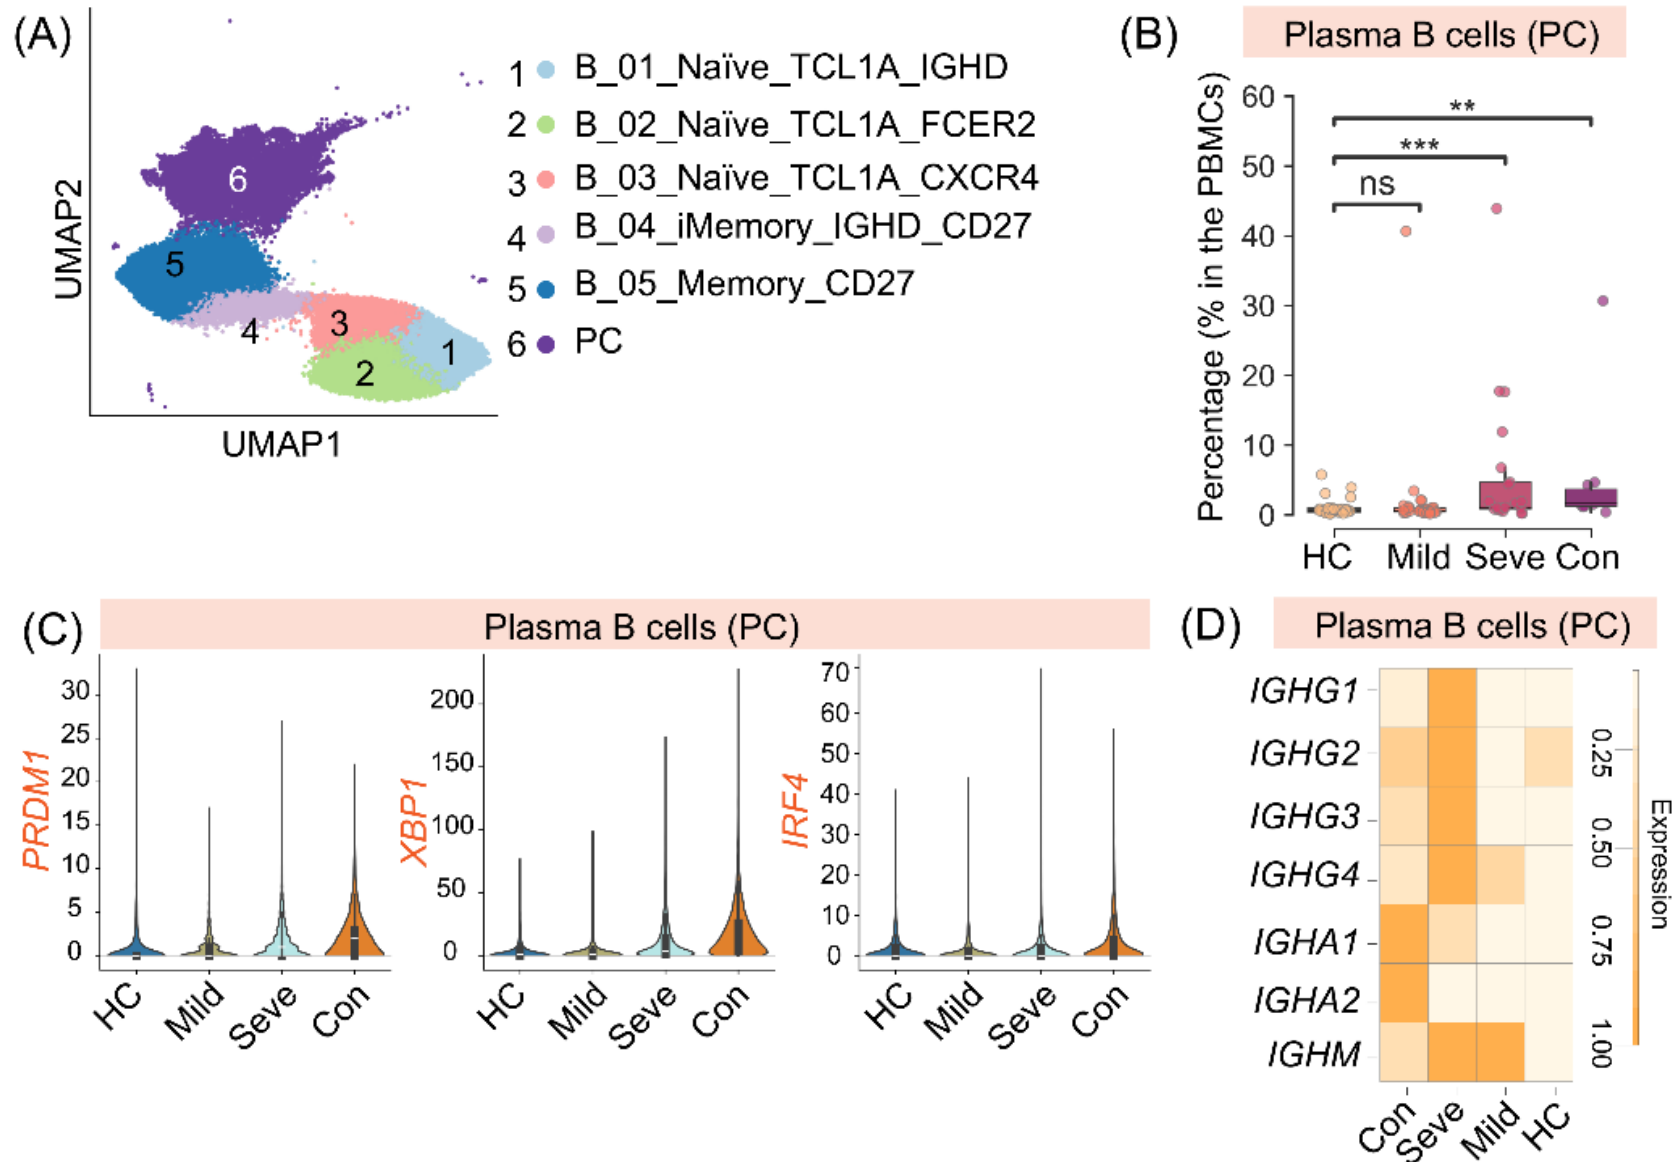 (A)
UMAP2
UMAP1
6
5
4
3
2
1
1 B_01_Naïve_TCL1A_IGHD
2 B_02_Naïve_TCL1A_FCER2
3 B_03_Naïve_TCL1A_CXCR4
4 B_04_iMemory_IGHD_CD27
5 B_05_Memory_CD27
6 PC
(B)
Plasma B cells (PC)
Percentage (% in the PBMCs)
60
50
40
30
20
10
0
**
***
ns
HC Mild Seve Con
(C)
Plasma B cells (PC)
PRDM1
30
25
20
15
10
5
0
HC Mild Seve Con
XBP1
200
150
100
50
0
HC Mild Seve Con
IRF4
70
60
50
40
30
20
10
0
HC Mild Seve Con
(D)
Plasma B cells (PC)
IGHG1
IGHG2
IGHG3
IGHG4
IGHA1
IGHA2
IGHM
Con Seve Mild HC
0.25
0.50
0.75
1.00
Expression